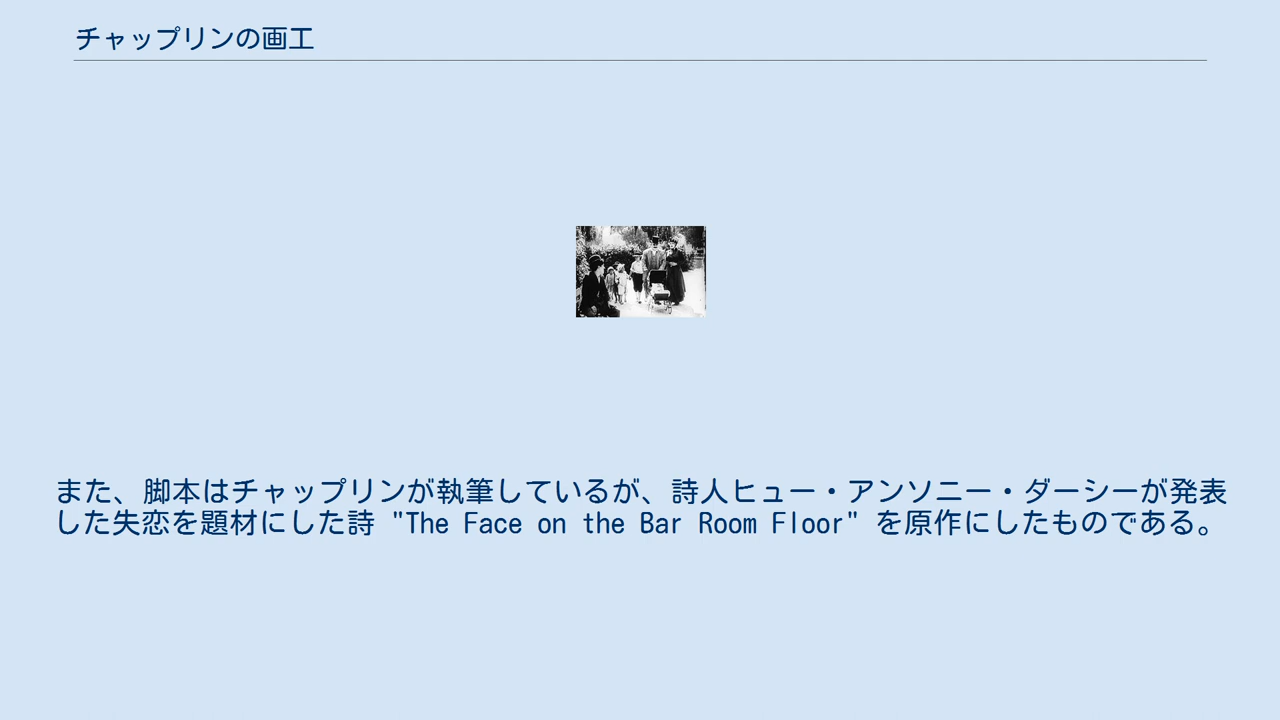 チャップリンの画工
また、脚本はチャップリンが執筆しているが、詩人ヒュー・アンソニー・ダーシーが発表
した失恋を題材にした詩 "The Face on the Bar Room Floor" を原作にしたものである。